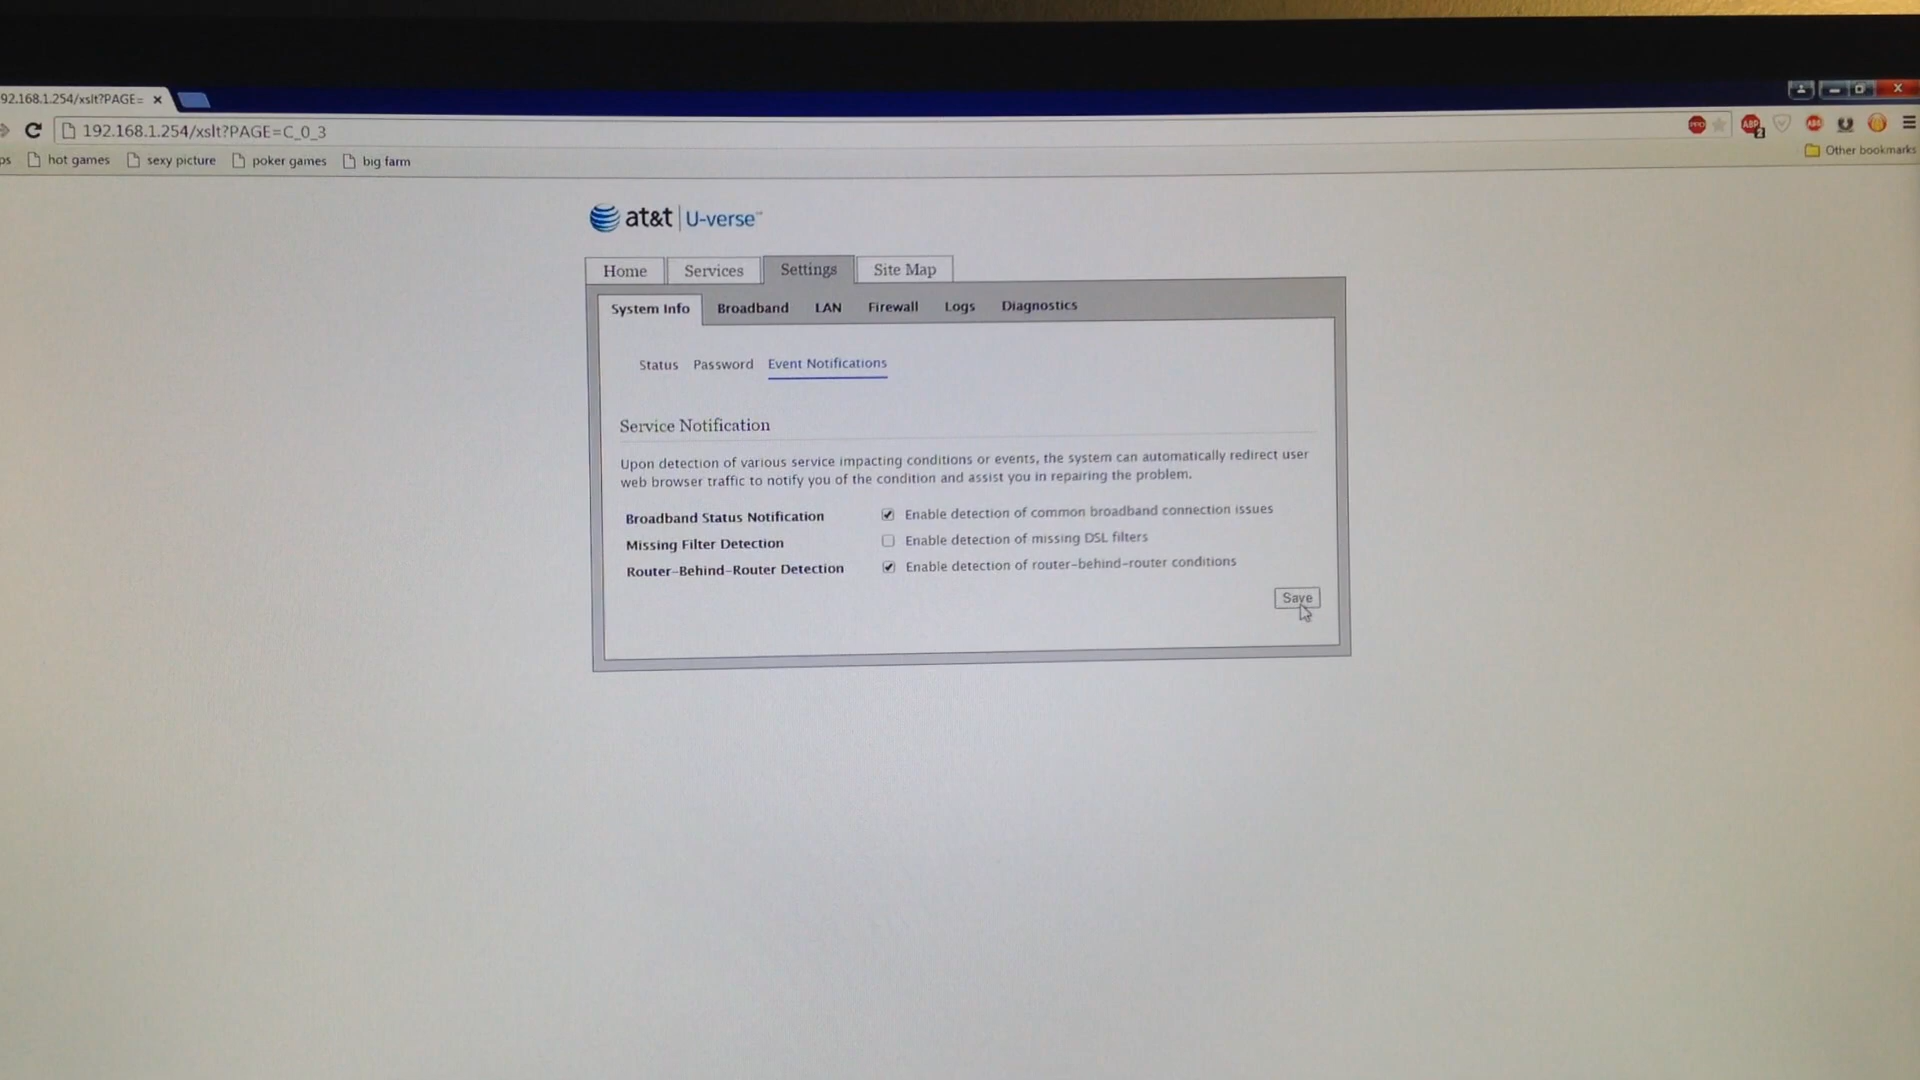 92.168.1.254/xslt?PAGE=
192.168.1.254/xslt?PAGE=C_0_3
ABP
2
ps hot games sexy picture poker games big farm
Other bookmarks
at&t | U-verse™
Home Services Settings Site Map
System Info Broadband LAN Firewall Logs Diagnostics
Status Password Event Notifications
Service Notification
Upon detection of various service impacting conditions or events, the system can automatically redirect user
web browser traffic to notify you of the condition and assist you in repairing the problem.
Broadband Status Notification Enable detection of common broadband connection issues
Missing Filter Detection Enable detection of missing DSL filters
Router-Behind-Router Detection Enable detection of router-behind-router conditions
Save